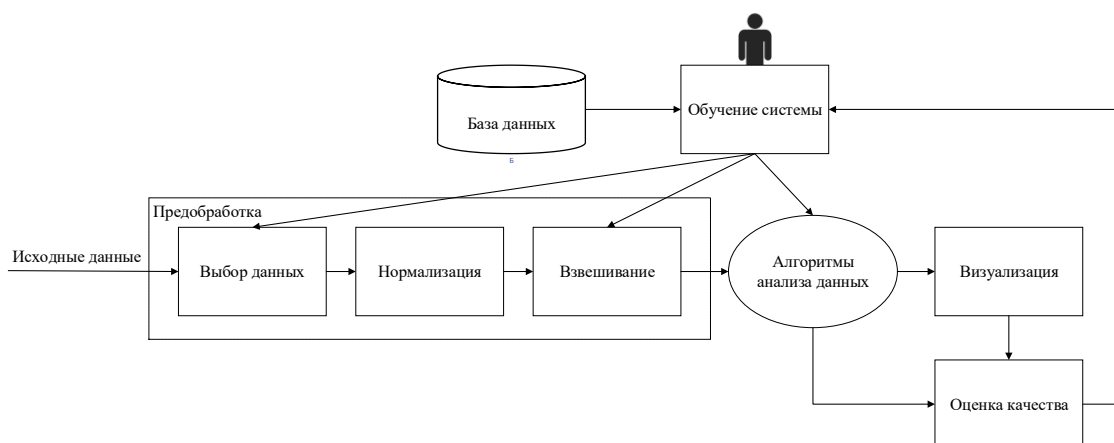 Обучение системы
База данных
Б
Предобработка
Исходные данные
Выбор данных
Нормализация
Взвешивание
Алгоритмы
анализа данных
Визуализация
Оценка качества